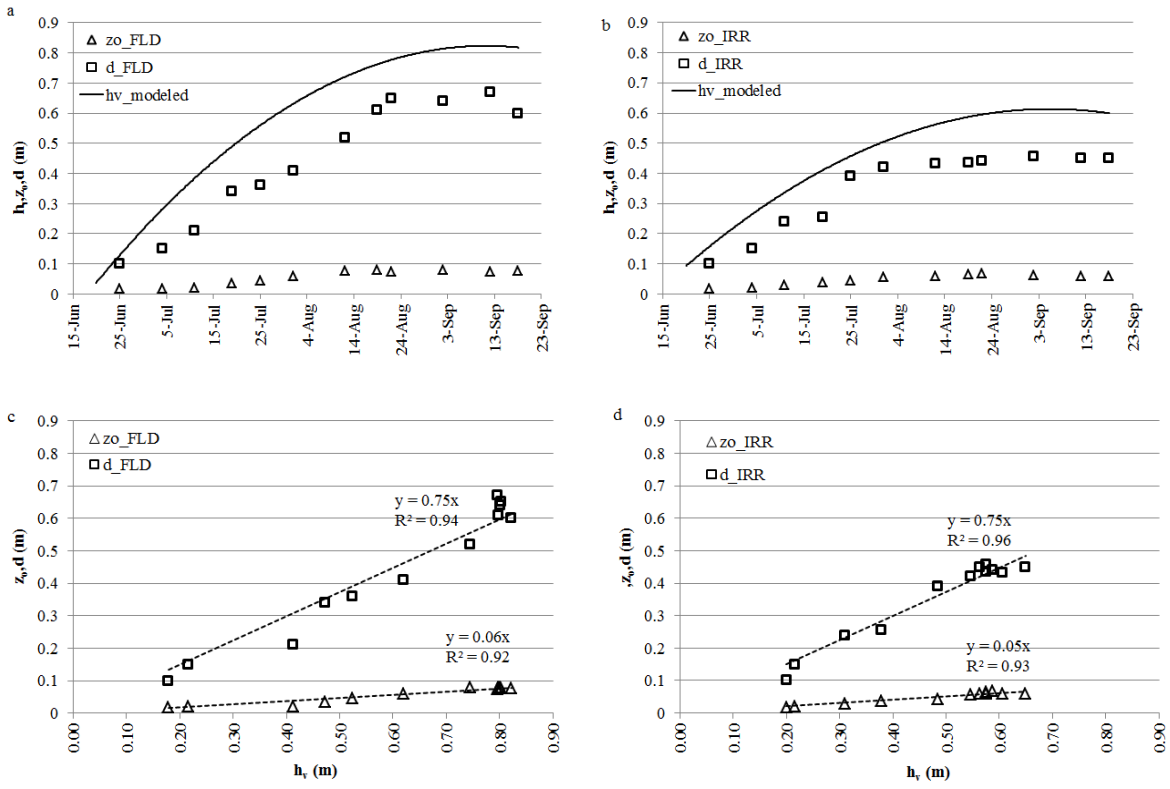 a
0.9
0.8
0.7
0.6
0.5
0.4
0.3
0.2
0.1
0
hᵥ,zₒ,d (m)
zo_FLD
d_FLD
hv_modeled
15-Jun
25-Jun
5-Jul
15-Jul
25-Jul
4-Aug
14-Aug
24-Aug
3-Sep
13-Sep
23-Sep
b
0.9
0.8
0.7
0.6
0.5
0.4
0.3
0.2
0.1
0
hᵥ,zₒ,d (m)
zo_IRR
d_IRR
hv_modeled
15-Jun
25-Jun
5-Jul
15-Jul
25-Jul
4-Aug
14-Aug
24-Aug
3-Sep
13-Sep
23-Sep
c
0.9
0.8
0.7
0.6
0.5
0.4
0.3
0.2
0.1
0
zₒ,d (m)
zo_FLD
d_FLD
y = 0.75x
R² = 0.94
y = 0.06x
R² = 0.92
0.00
0.10
0.20
0.30
0.40
0.50
0.60
0.70
0.80
0.90
hᵥ (m)
d
0.9
0.8
0.7
0.6
0.5
0.4
0.3
0.2
0.1
0
,zₒ,d (m)
zo_IRR
d_IRR
y = 0.75x
R² = 0.96
y = 0.05x
R² = 0.93
0.00
0.10
0.20
0.30
0.40
0.50
0.60
0.70
0.80
0.90
hᵥ (m)